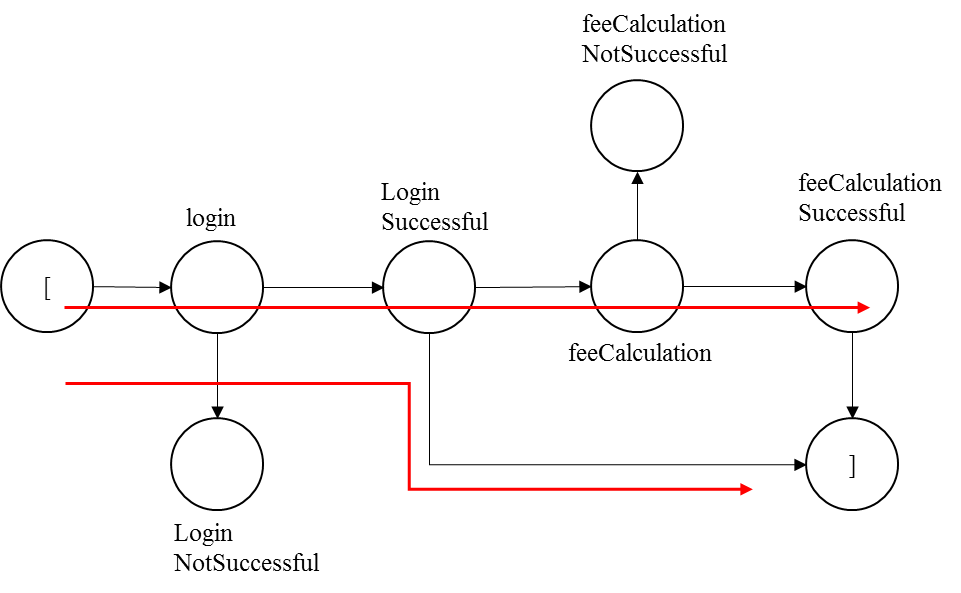 feeCalculation
NotSuccessful
feeCalculation
Successful
Login
Successful
login
[
feeCalculation
]
Login
NotSuccessful